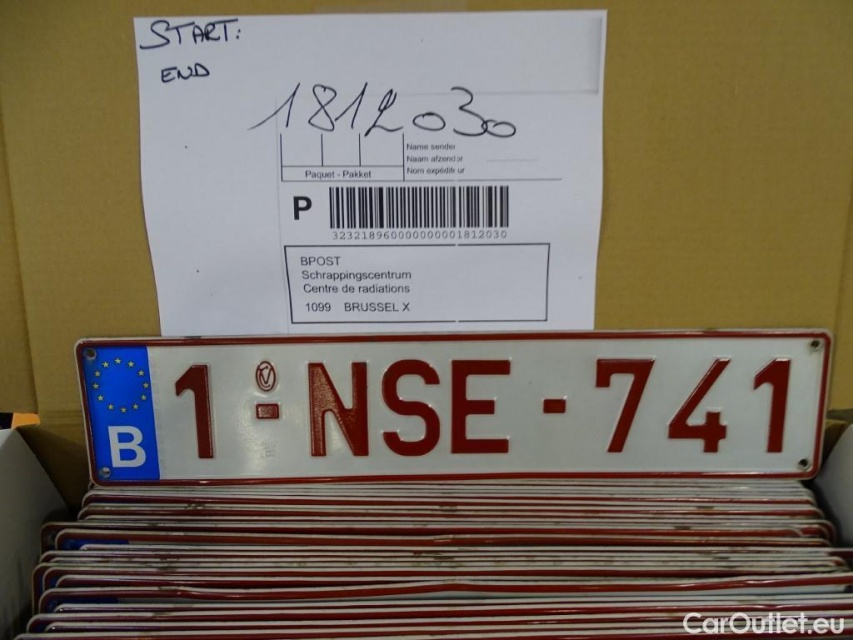 START:
END
1812030
Name sender
Naam afzender
Nom expéditeur
Paquet - Pakket
P
323218960000000001812030
BPOST
Schrappingscentrum
Centre de radiations
1099 BRUSSEL X
B 1-NSE-741
CarOutlet.eu